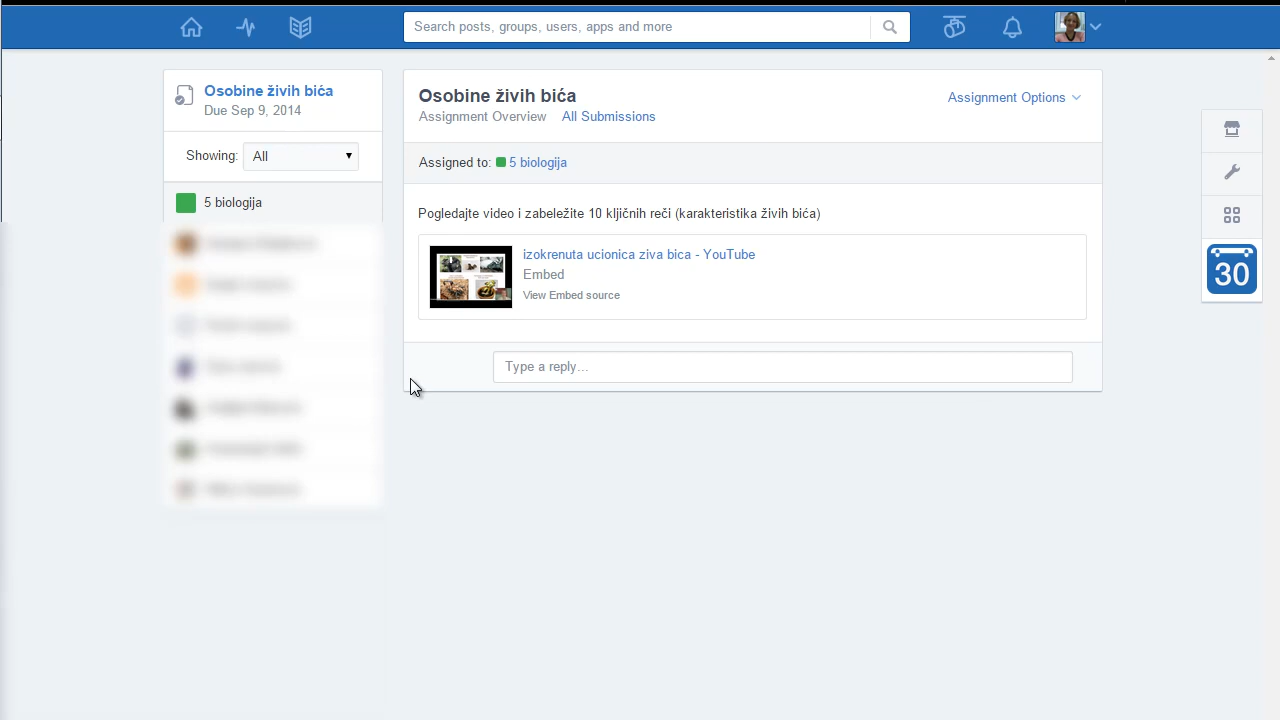 Search posts, groups, users, apps and more
Osobine živih bića
Due Sep 9, 2014
Showing: All
5 biologija
Osobine živih bića
Assignment Options
Assignment Overview All Submissions
Assigned to: 5 biologija
Pogledajte video i zabeležite 10 ključnih reči (karakteristika živih bića)
izokrenuta ucionica ziva bica - YouTube
Embed
View Embed source
Type a reply...
30